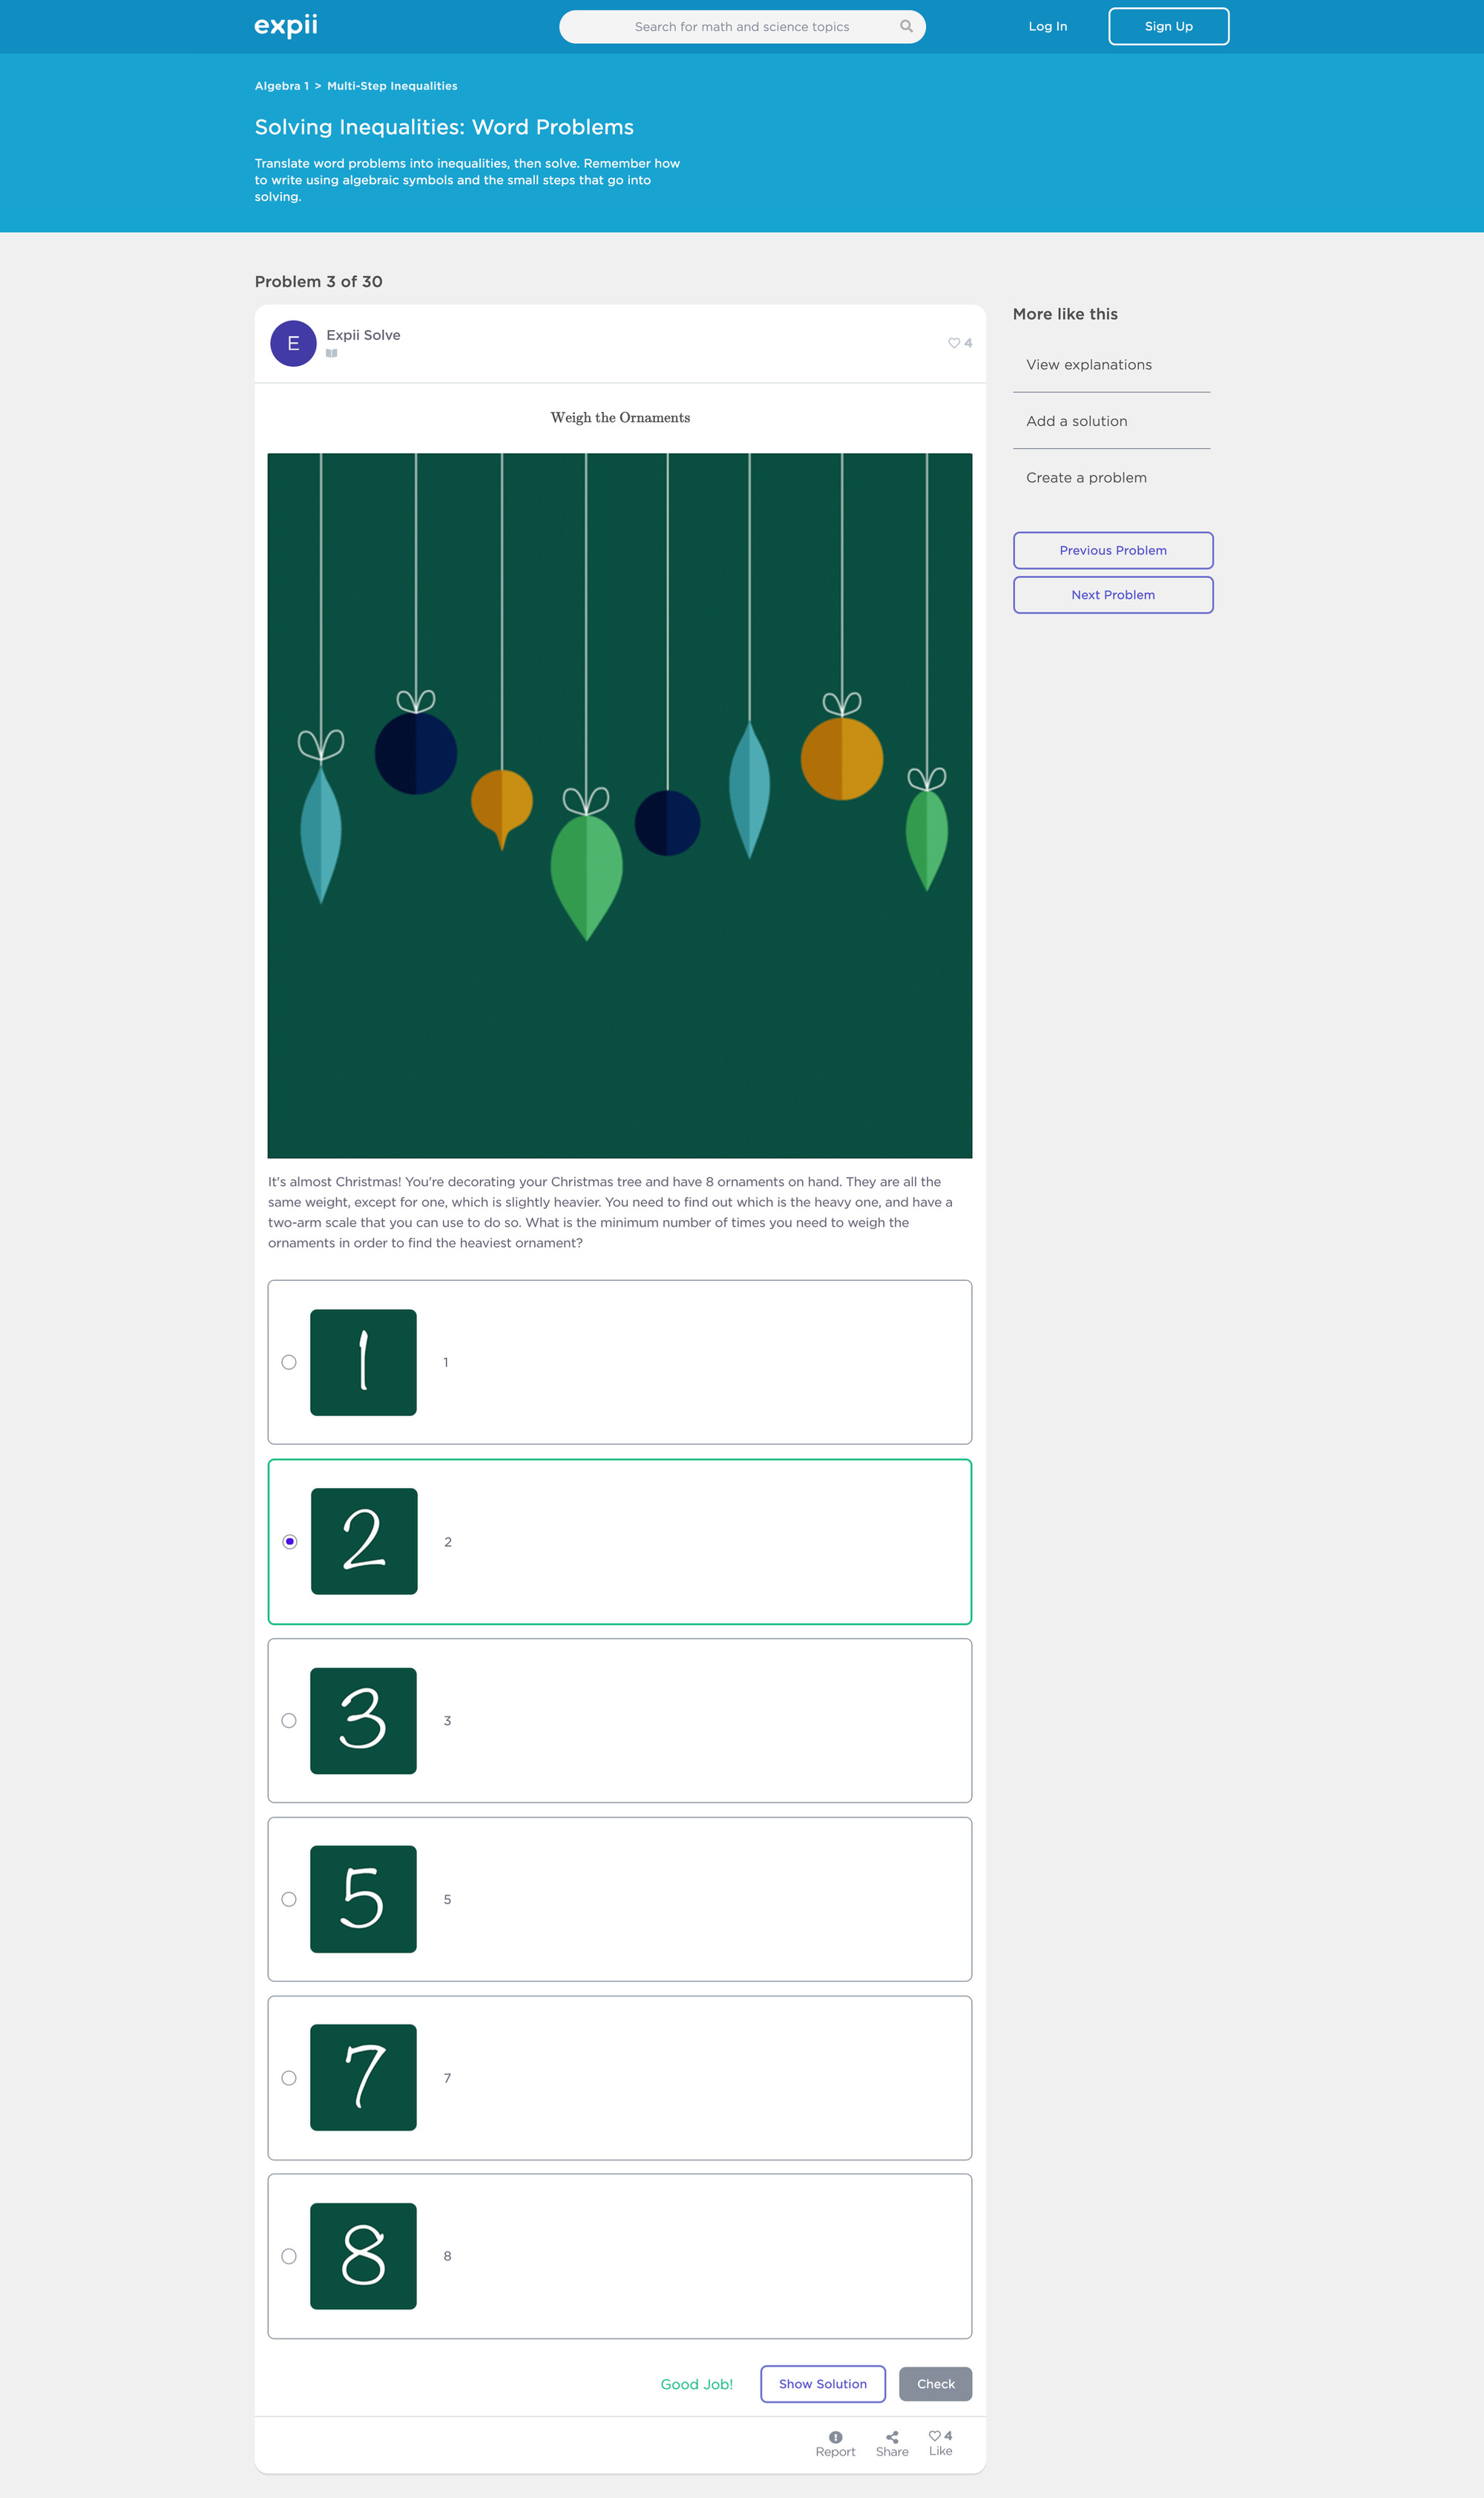 expii
Search for math and science topics
Log In
Sign Up
Algebra 1 > Multi-Step Inequalities
Solving Inequalities: Word Problems
Translate word problems into inequalities, then solve. Remember how
to write using algebraic symbols and the small steps that go into
solving.
Problem 3 of 30
E
Expii Solve
4
Weigh the Ornaments
It's almost Christmas! You're decorating your Christmas tree and have 8 ornaments on hand. They are all the
same weight, except for one, which is slightly heavier. You need to find out which is the heavy one, and have a
two-arm scale that you can use to do so. What is the minimum number of times you need to weigh the
ornaments in order to find the heaviest ornament?
1 1
2 2
3 3
5 5
7 7
8 8
Good Job!
Show Solution
Check
Report
Share
4
Like
More like this
View explanations
Add a solution
Create a problem
Previous Problem
Next Problem